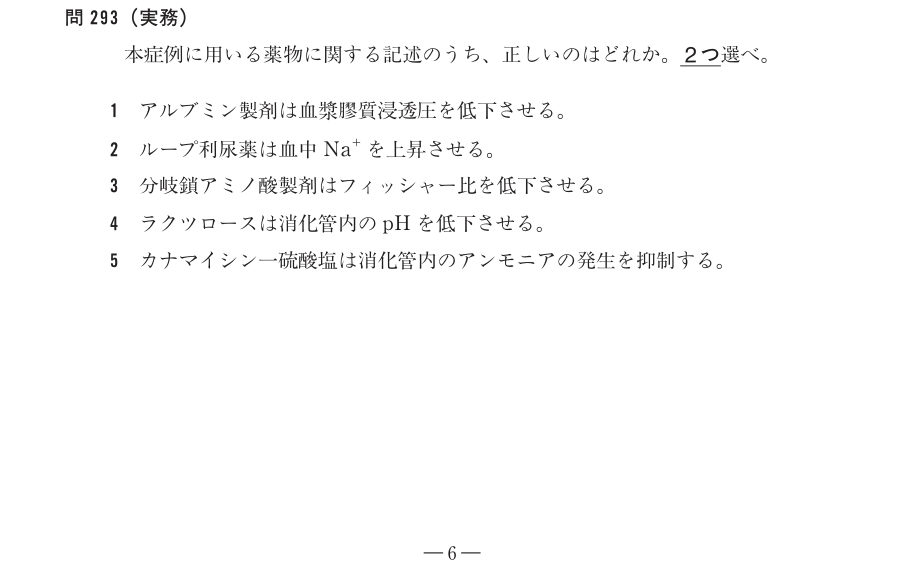 問 293（実務）
本症例に用いる薬物に関する記述のうち、正しいのはどれか。２つ選べ。
1 アルブミン製剤は血漿膠質浸透圧を低下させる。
2 ループ利尿薬は血中 Na⁺ を上昇させる。
3 分岐鎖アミノ酸製剤はフィッシャー比を低下させる。
4 ラクツロースは消化管内の pH を低下させる。
5 カナマイシン一硫酸塩は消化管内のアンモニアの発生を抑制する。
― 6 ―